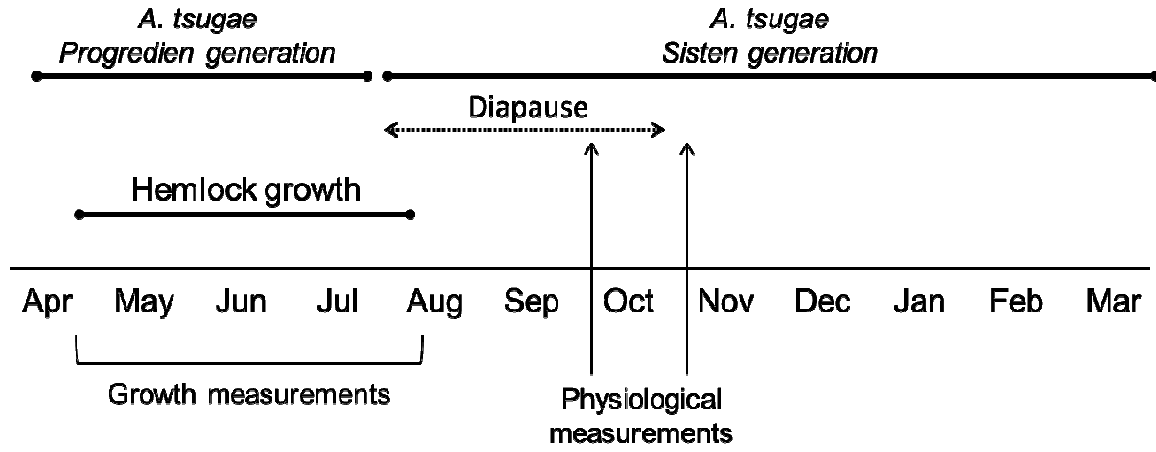 A. tsugae
Progredien generation
A. tsugae
Sisten generation
Diapause
Hemlock growth
Apr May Jun Jul Aug Sep Oct Nov Dec Jan Feb Mar
Growth measurements
Physiological
measurements